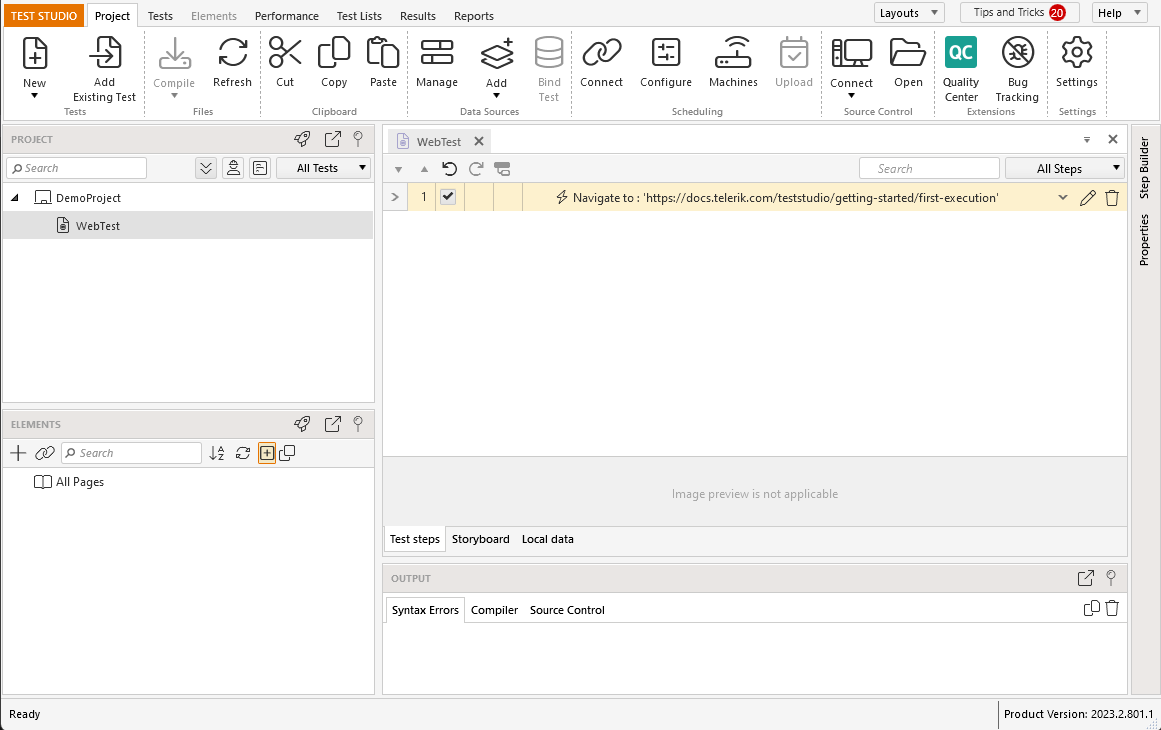 TEST STUDIO Project Tests Elements Performance Test Lists Results Reports Layouts Tips and Tricks 20 Help
New Add Existing Test Compile Refresh Cut Copy Paste Manage Add Bind Test Connect Configure Machines Upload Connect Open QC Quality Center Bug Tracking Settings
Tests Files Clipboard Data Sources Scheduling Source Control Extensions Settings
PROJECT
Search All Tests
DemoProject
WebTest
ELEMENTS
Search
All Pages
WebTest
Search All Steps
1 Navigate to : 'https://docs.telerik.com/teststudio/getting-started/first-execution'
Image preview is not applicable
Test steps Storyboard Local data
OUTPUT
Syntax Errors Compiler Source Control
Step Builder
Properties
Ready Product Version: 2023.2.801.1